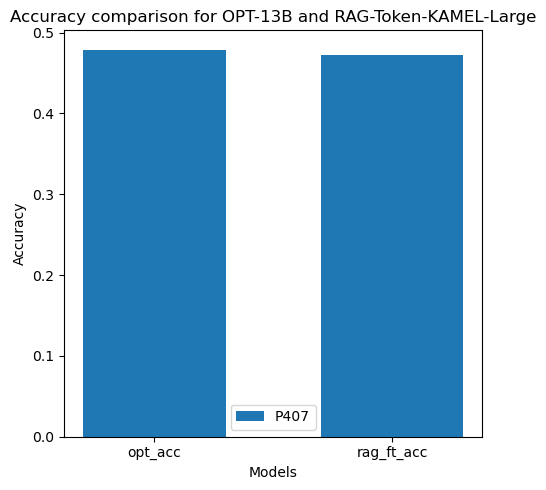 Accuracy comparison for OPT-13B and RAG-Token-KAMEL-Large
0.5
0.4
0.3
0.2
0.1
0.0
Accuracy
P407
opt_acc rag_ft_acc
Models